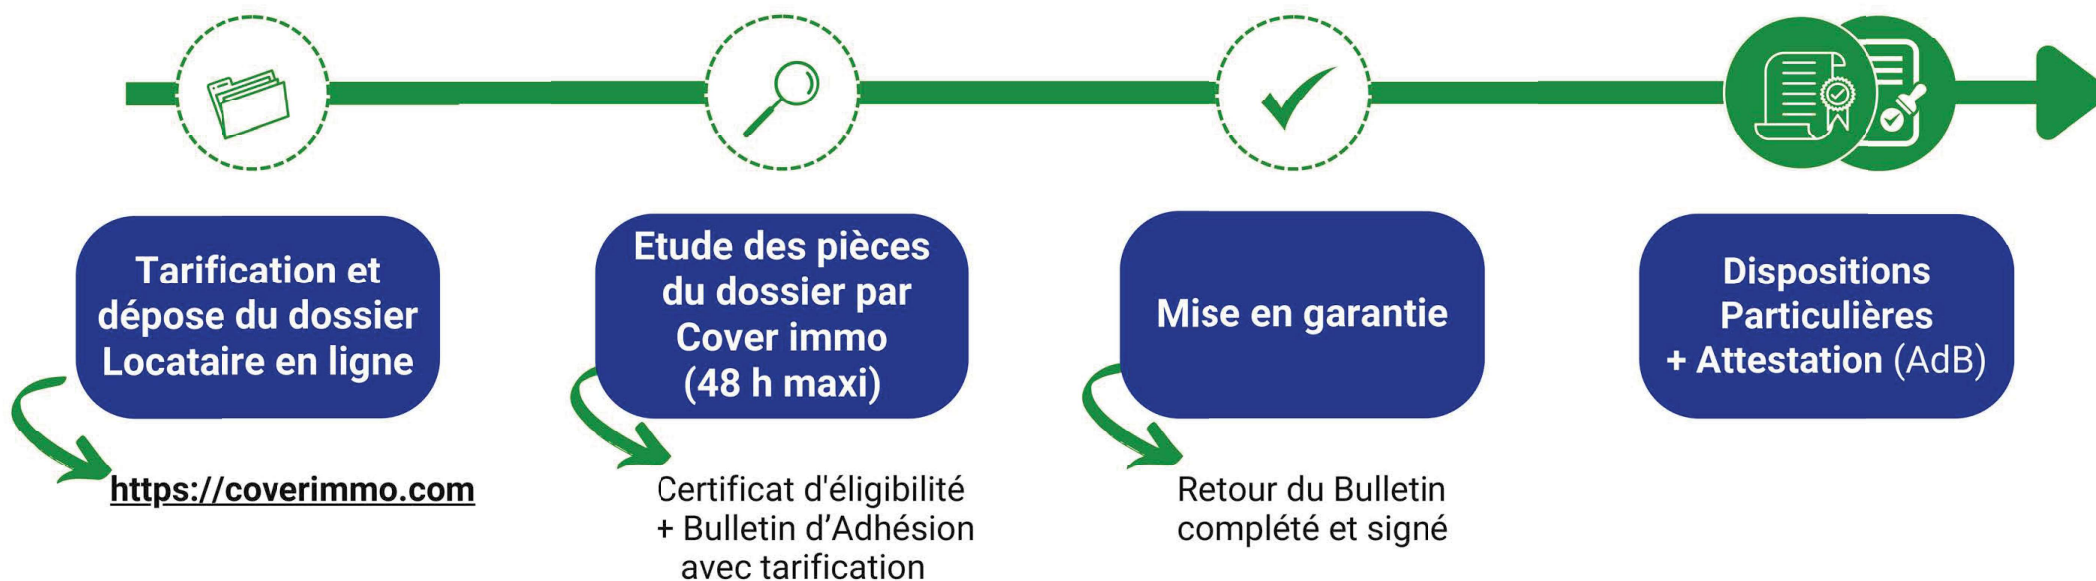 Tarification et
dépose du dossier
Locataire en ligne
https://coverimmo.com
Etude des pièces
du dossier par
Cover immo
(48 h maxi)
Certificat d'éligibilité
+ Bulletin d’Adhésion
avec tarification
Mise en garantie
Retour du Bulletin
complété et signé
Dispositions
Particulières
+ Attestation (AdB)